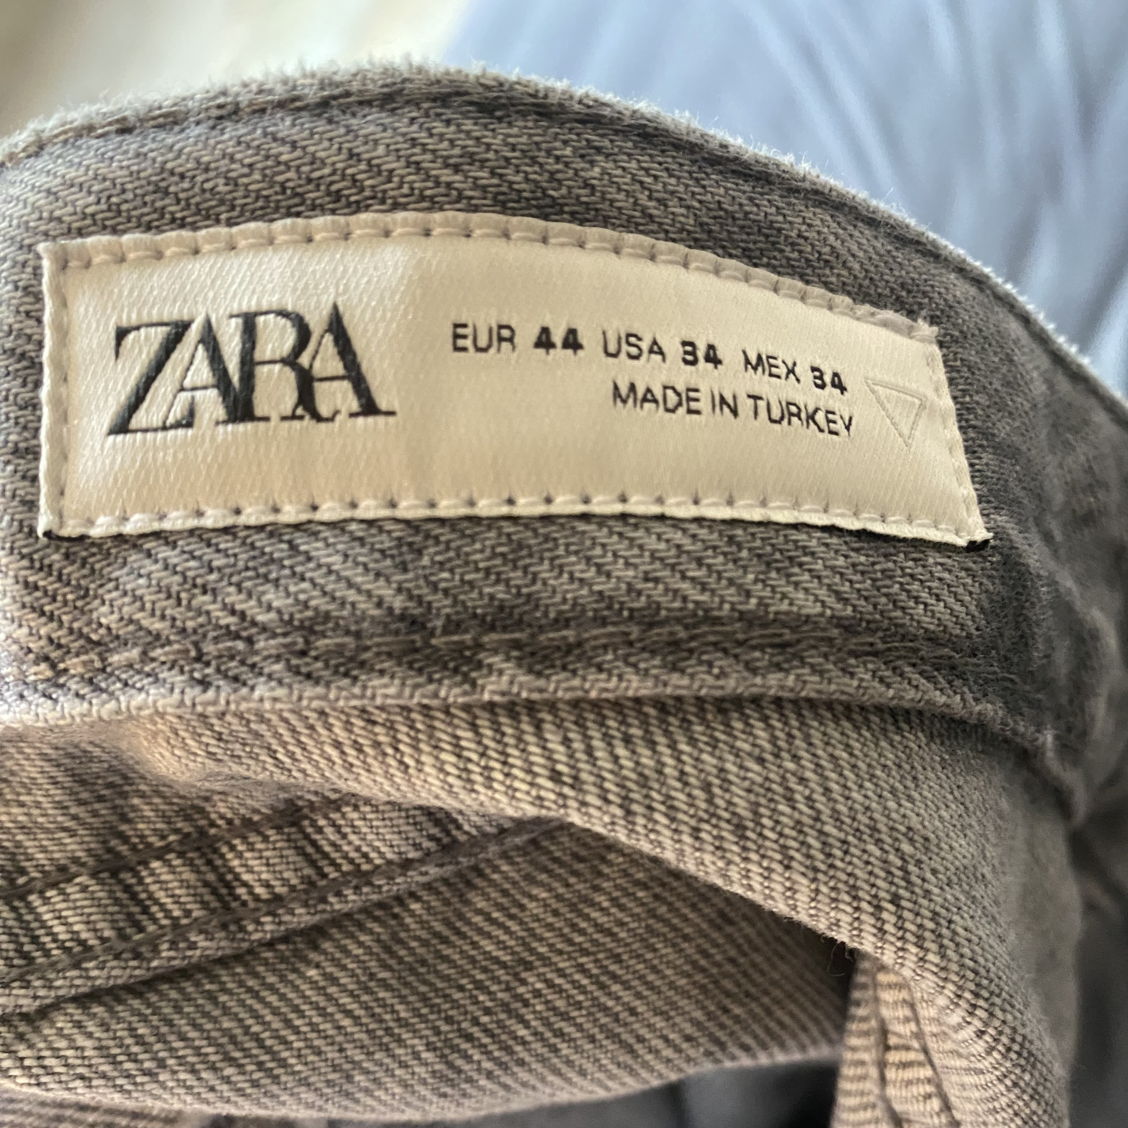 ZARA
EUR 44 USA 34 MEX 34
MADE IN TURKEY